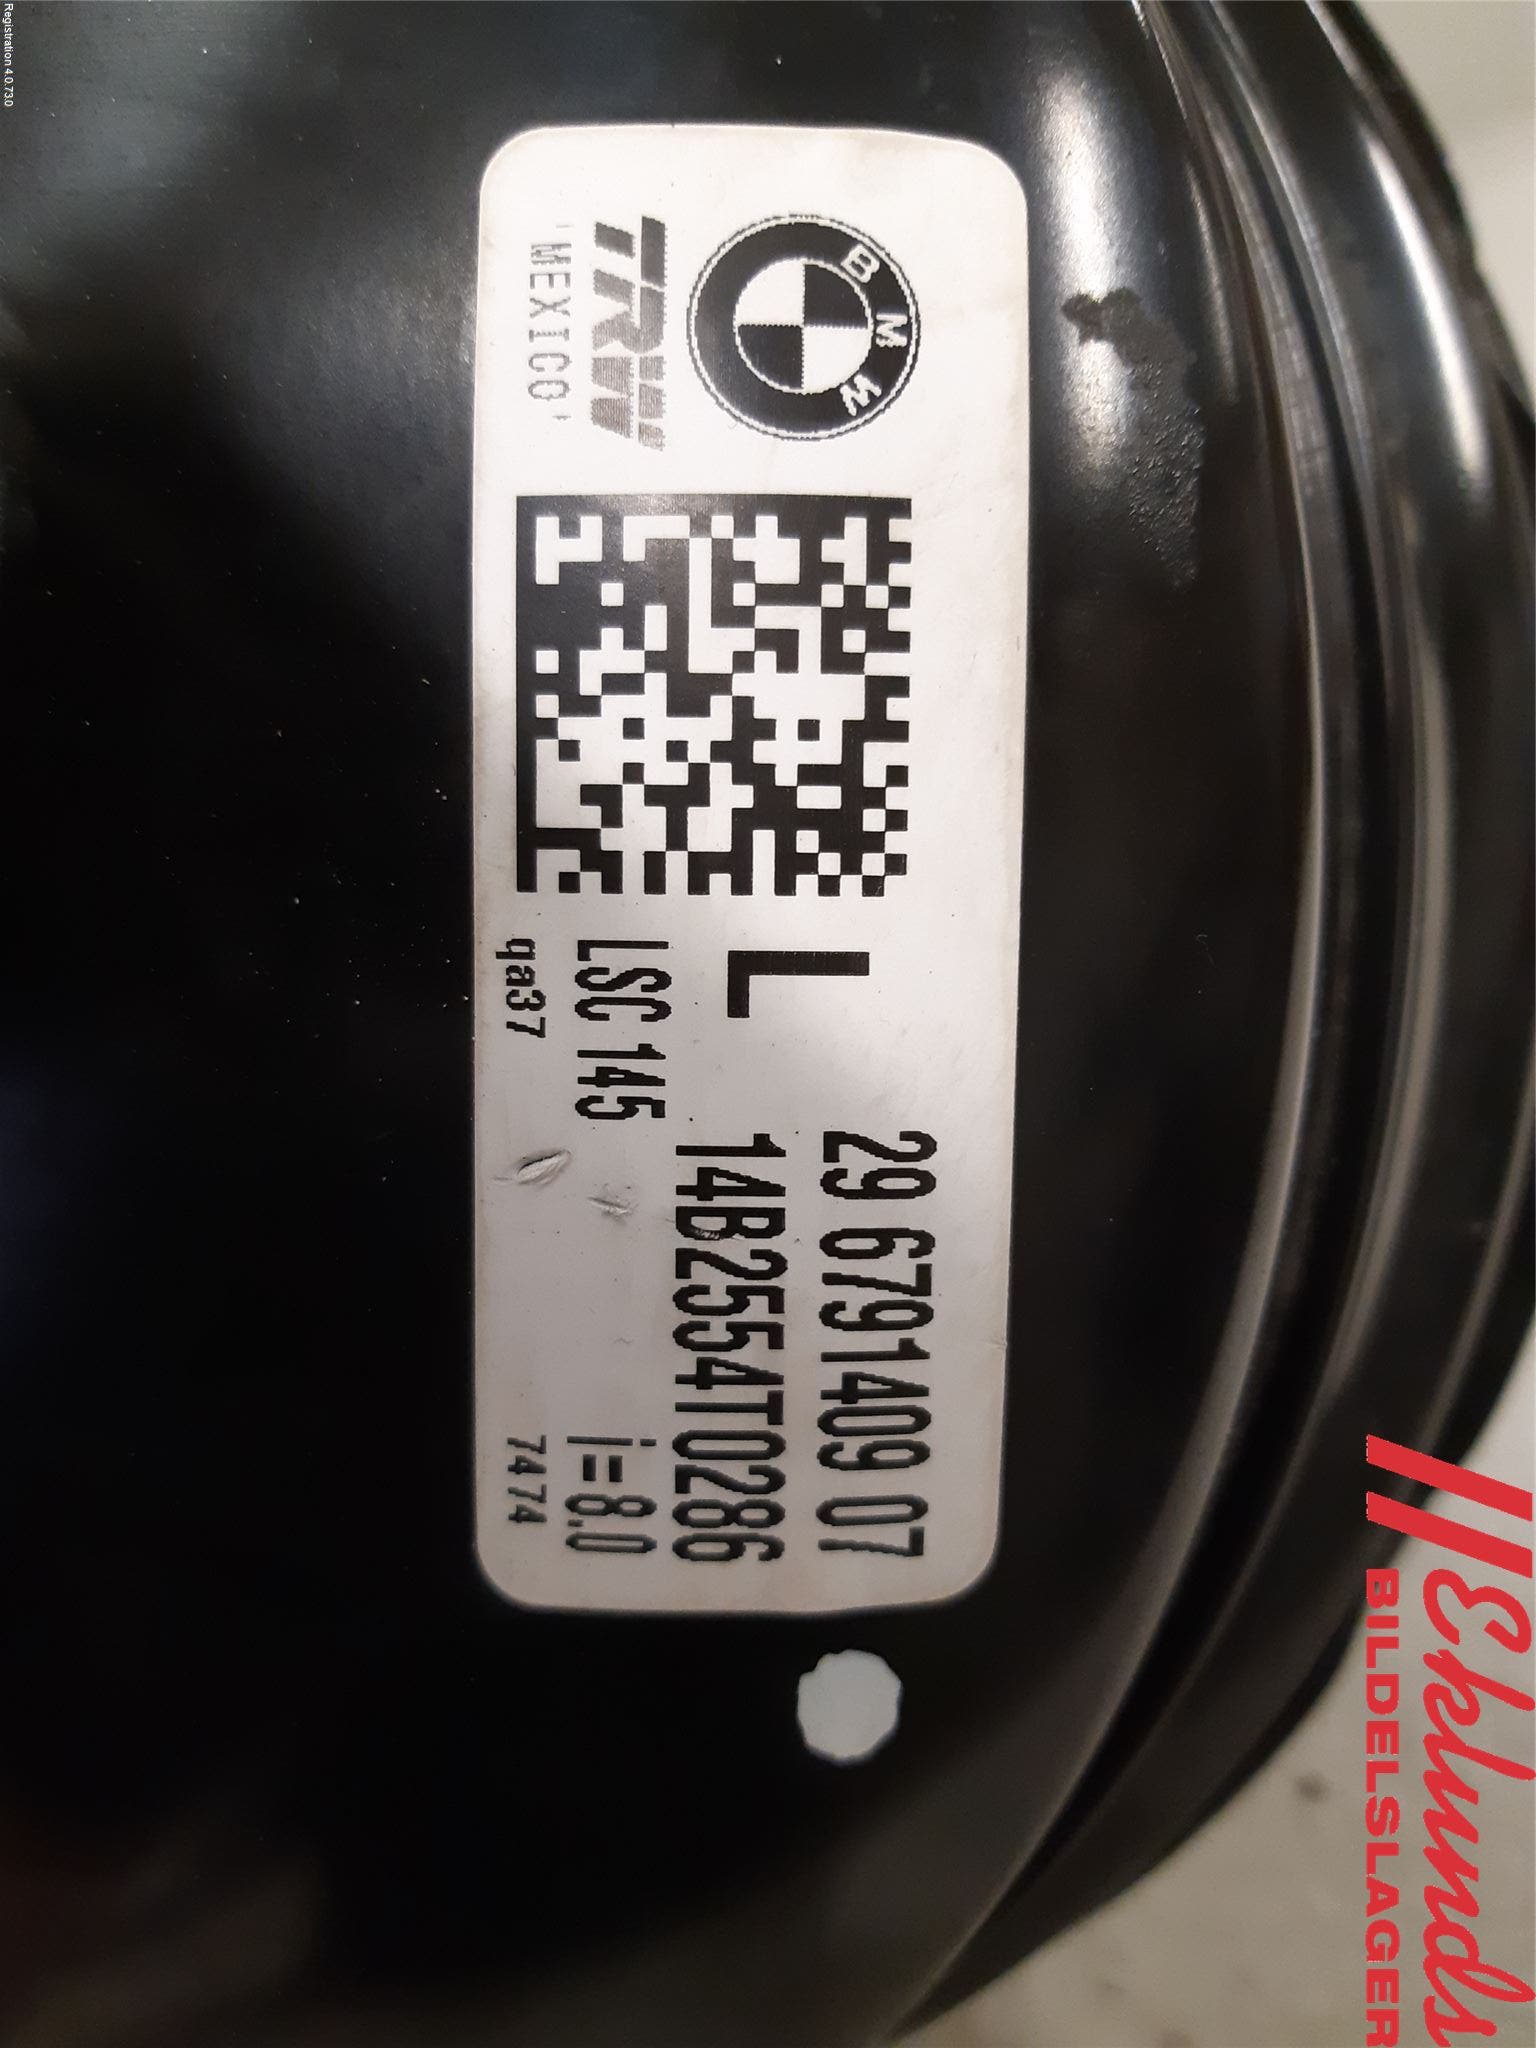 Registration 4.0.73.0
BMW
TRW
'MEXICO'
L
29 6791409 07
14B2554T0286
LSC 145
i=8.0
qa37
7474
Eklunds
BILDELSLAGER